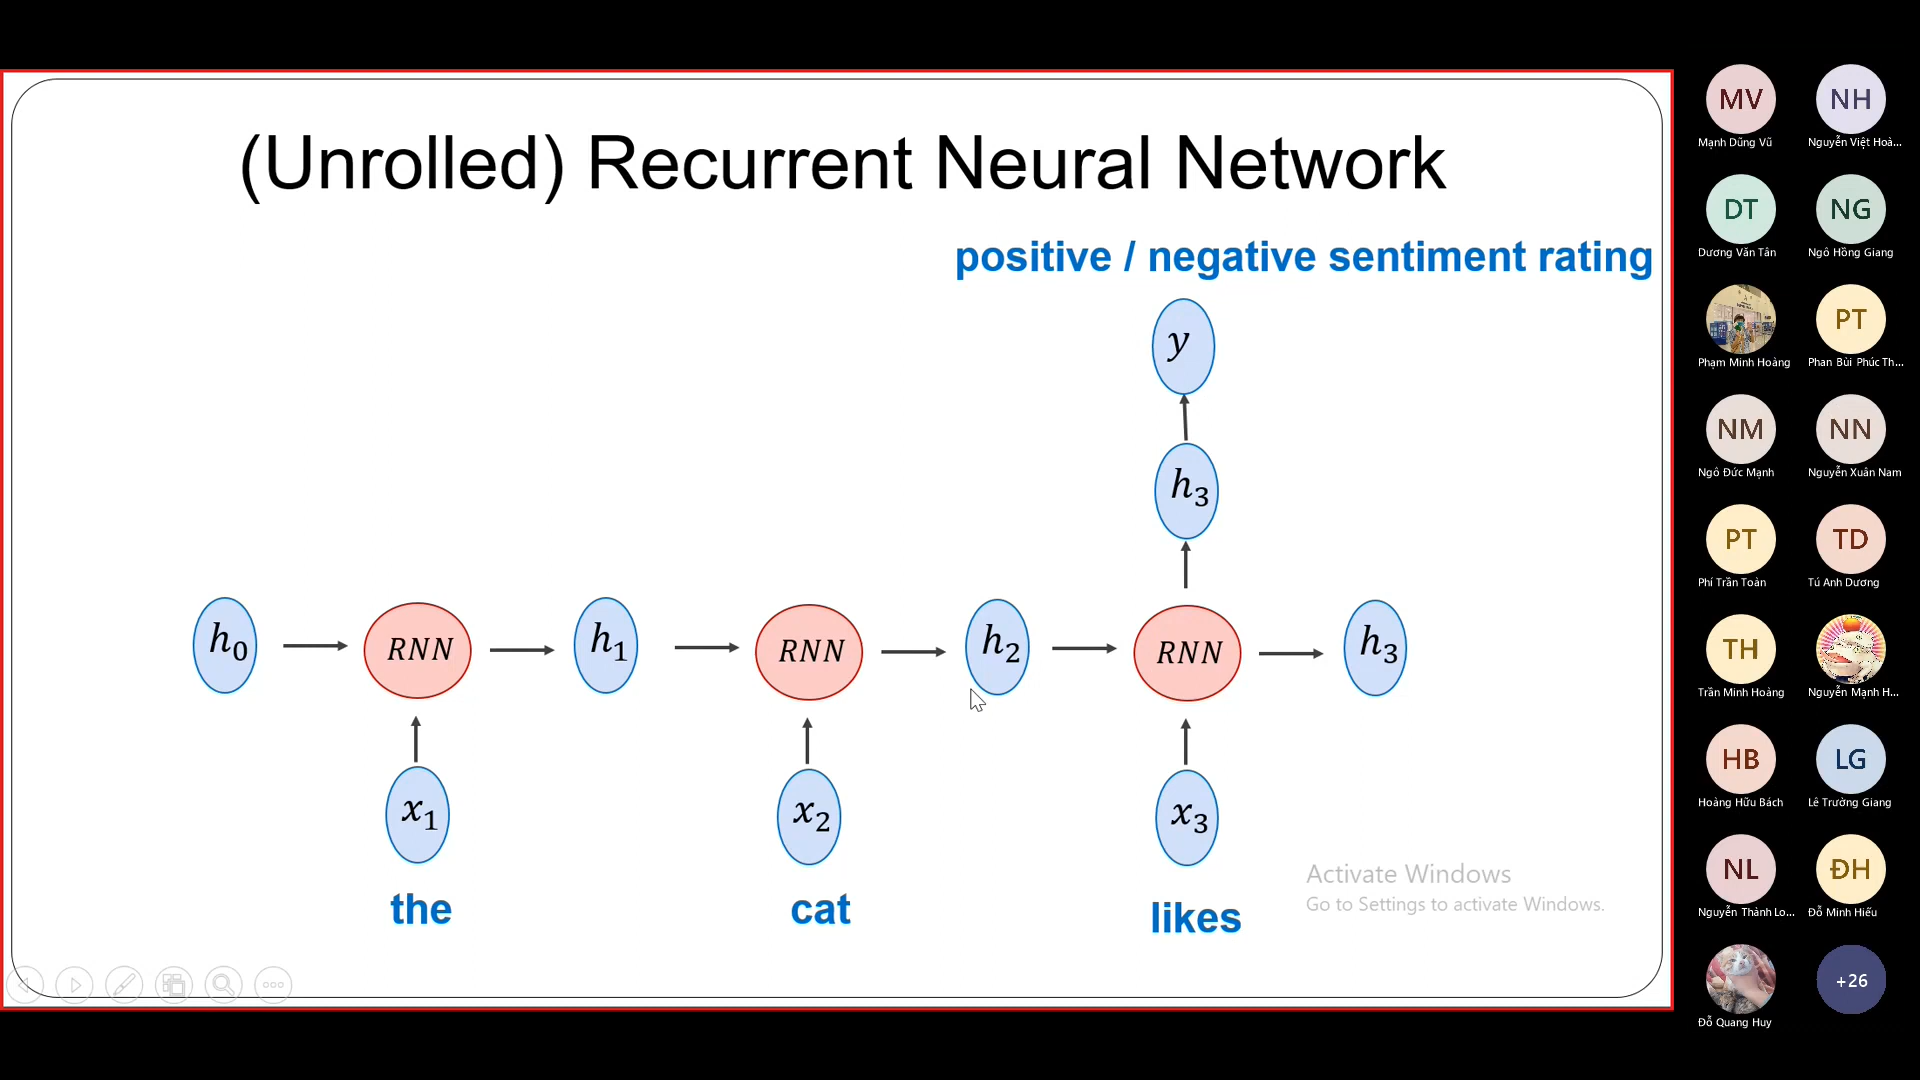 (Unrolled) Recurrent Neural Network
positive / negative sentiment rating
y
h3
h0
RNN
h1
RNN
h2
RNN
h3
x1
x2
x3
the
cat
likes
Activate Windows
Go to Settings to activate Windows.
MV
NH
Mạnh Dũng Vũ
Nguyễn Việt Hoà...
DT
NG
Dương Văn Tân
Ngô Hồng Giang
PT
Phạm Minh Hoàng
Phan Bùi Phúc Th...
NM
NN
Ngô Đức Mạnh
Nguyễn Xuân Nam
PT
TD
Phí Trần Toàn
Tú Anh Dương
TH
Trần Minh Hoàng
Nguyễn Mạnh H...
HB
LG
Hoàng Hữu Bách
Lê Trường Giang
NL
ĐH
Nguyễn Thành Lo...
Đỗ Minh Hiếu
+26
Đỗ Quang Huy